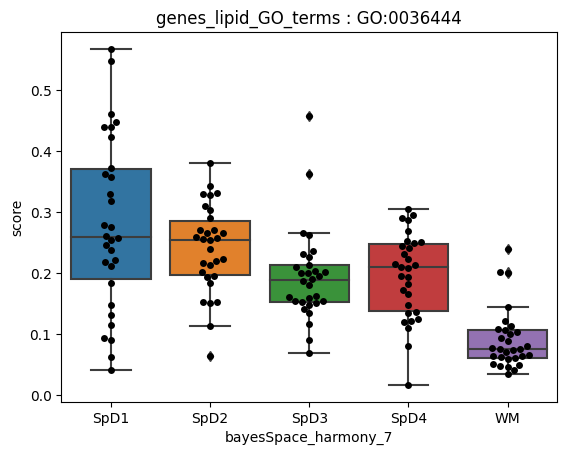 genes_lipid_GO_terms : GO:0036444
score
0.5
0.4
0.3
0.2
0.1
0.0
SpD1 SpD2 SpD3 SpD4 WM
bayesSpace_harmony_7